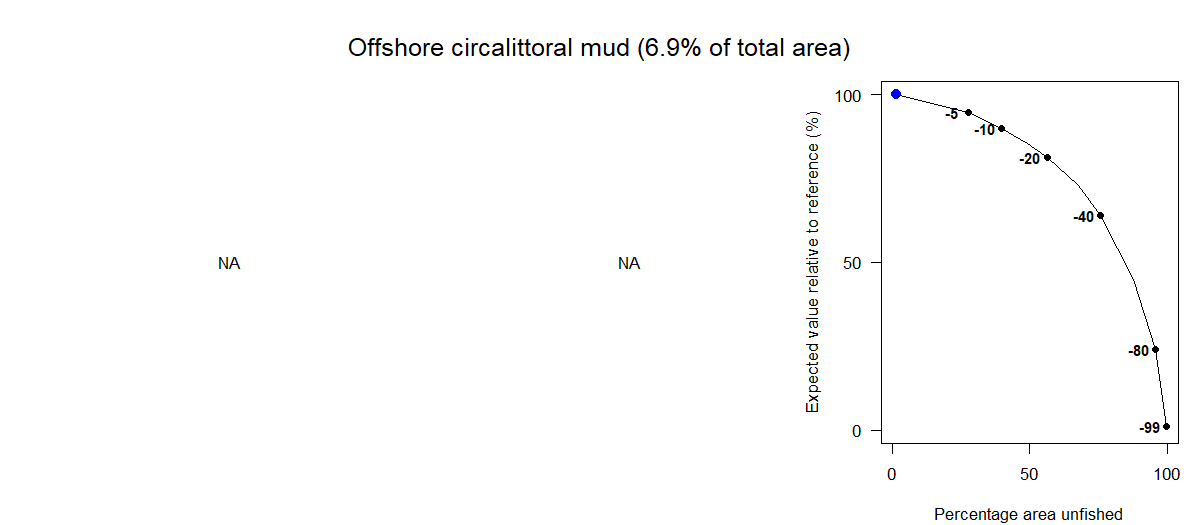 Offshore circalittoral mud (6.9% of total area)
NA
NA
Expected value relative to reference (%)
100
50
0
-5
-10
-20
-40
-80
-99
0 50 100
Percentage area unfished